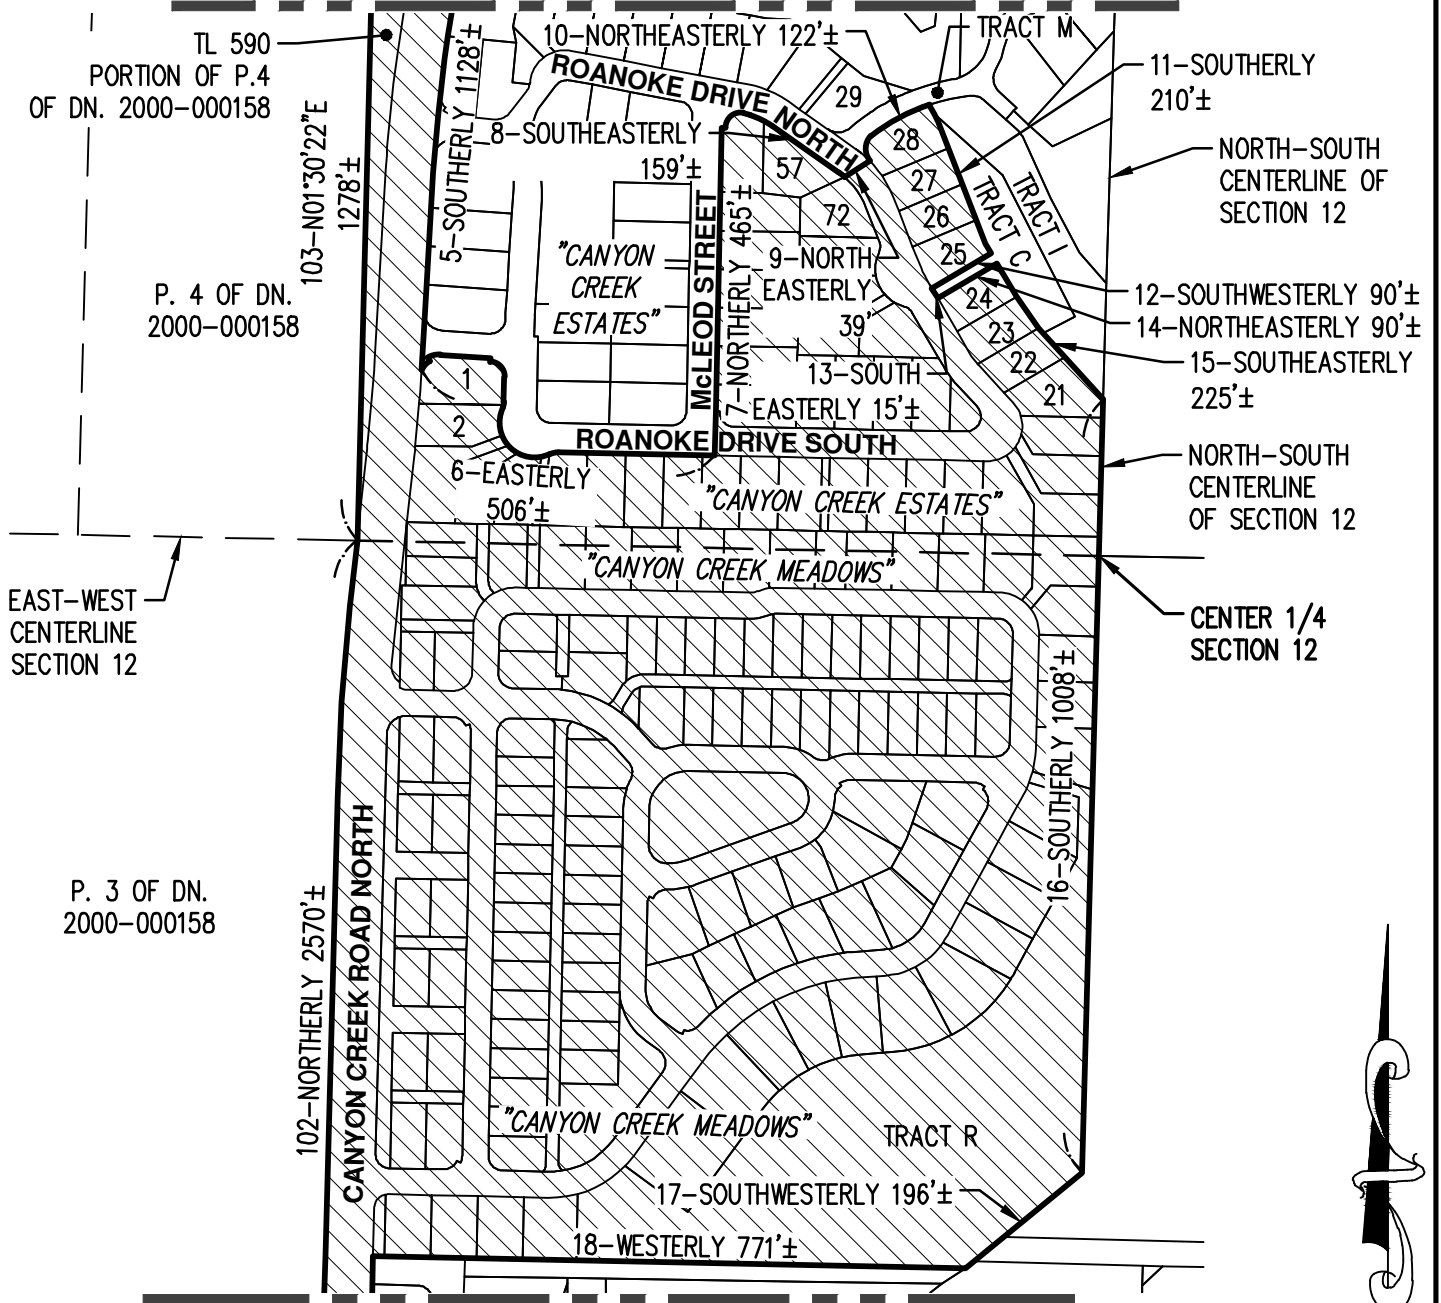 TL 590
PORTION OF P.4
OF DN. 2000-000158
103-N01°30'22"E
1278'±
5-SOUTHERLY 1128'±
10-NORTHEASTERLY 122'±
TRACT M
11-SOUTHERLY
210'±
ROANOKE DRIVE NORTH
29
8-SOUTHEASTERLY
159'±
57
28
27
26
25
72
TRACT I
TRACT C
NORTH-SOUTH
CENTERLINE OF
SECTION 12
P. 4 OF DN.
2000-000158
"CANYON
CREEK
ESTATES"
McLEOD STREET
7-NORTHERLY 465'±
9-NORTH
EASTERLY
39'
12-SOUTHWESTERLY 90'±
14-NORTHEASTERLY 90'±
15-SOUTHEASTERLY
225'±
24
23
22
21
13-SOUTH
EASTERLY 15'±
1
2
ROANOKE DRIVE SOUTH
6-EASTERLY
506'±
"CANYON CREEK ESTATES"
NORTH-SOUTH
CENTERLINE
OF SECTION 12
"CANYON CREEK MEADOWS"
EAST-WEST
CENTERLINE
SECTION 12
CENTER 1/4
SECTION 12
16-SOUTHERLY 1008'±
P. 3 OF DN.
2000-000158
102-NORTHERLY 2570'±
CANYON CREEK ROAD NORTH
"CANYON CREEK MEADOWS"
TRACT R
17-SOUTHWESTERLY 196'±
18-WESTERLY 771'±